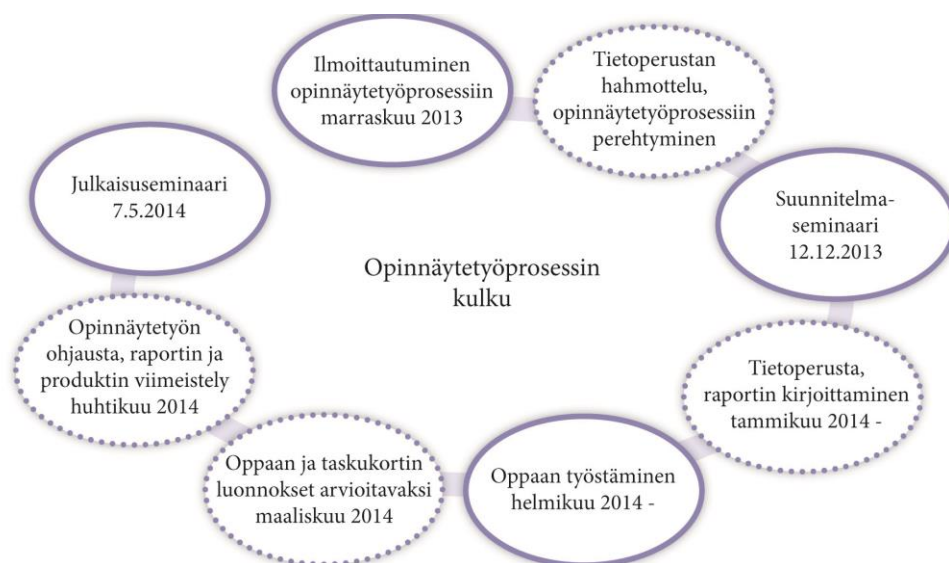 Ilmoittautuminen
opinnäytetyöprosessiin
marraskuu 2013
Tietoperustan
hahmottelu,
opinnäytetyöprosessiin
perehtyminen
Suunnitelma-
seminaari
12.12.2013
Tietoperusta,
raportin kirjoittaminen
tammikuu 2014 -
Oppaan työstäminen
helmikuu 2014 -
Oppaan ja taskukortin
luonnokset arvioitavaksi
maaliskuu 2014
Opinnäytetyön
ohjausta, raportin ja
produktin viimeistely
huhtikuu 2014
Julkaisuseminaari
7.5.2014
Opinnäytetyöprosessin
kulku